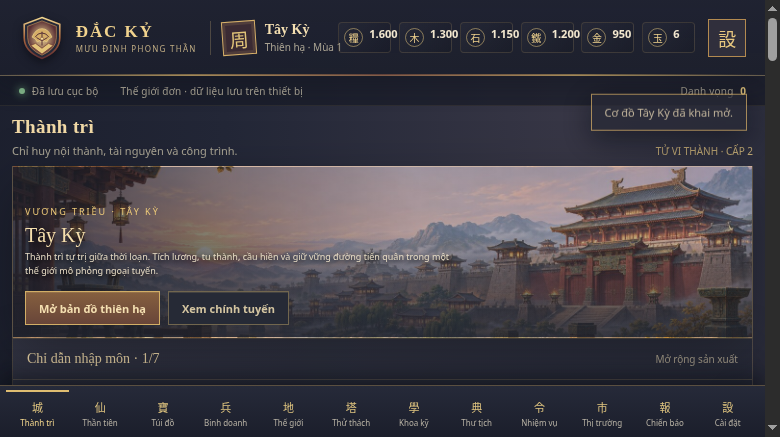 ĐẮC KỶ
MƯU ĐỊNH PHONG THẦN
周
Tây Kỳ
Thiên hạ · Mùa 1
糧 1.600
木 1.300
石 1.150
鐵 1.200
金 950
玉 6
設
Đã lưu cục bộ
Thế giới đơn · dữ liệu lưu trên thiết bị
Danh vọng 0
Cơ đồ Tây Kỳ đã khai mở.
Thành trì
Chỉ huy nội thành, tài nguyên và công trình.
TỬ VI THÀNH · CẤP 2
VƯƠNG TRIỀU · TÂY KỲ
Tây Kỳ
Thành trì tự trị giữa thời loạn. Tích lương, tu thành, cầu hiền và giữ vững đường tiến quân trong một
thế giới mô phỏng ngoại tuyến.
Mở bản đồ thiên hạ
Xem chính tuyến
Chỉ dẫn nhập môn · 1/7
Mở rộng sản xuất
城 仙 寶 兵 地 塔 學 典 令 市 報 設
Thành trì Thần tiên Túi đồ Binh doanh Thế giới Thử thách Khoa kỹ Thư tịch Nhiệm vụ Thị trường Chiến báo Cài đặt